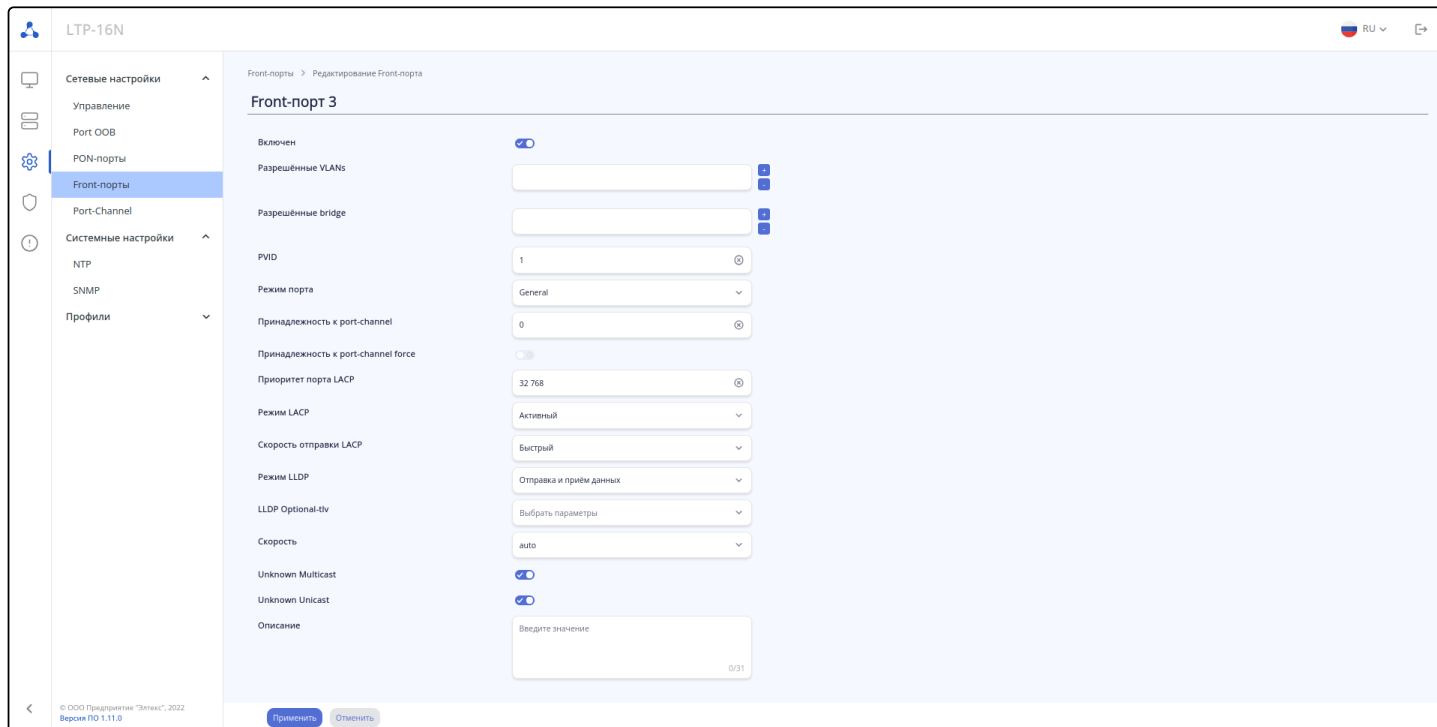 LTP-16N
RU
Сетевые настройки
Управление
Port OOB
PON-порты
Front-порты
Port-Channel
Системные настройки
NTP
SNMP
Профили
© ООО Предприятие "Элтекс", 2022
Версия ПО 1.11.0
Front-порты > Редактирование Front-порта
Front-порт 3
Включен
Разрешённые VLANs
+
-
Разрешённые bridge
+
-
PVID
1
Режим порта
General
Принадлежность к port-channel
0
Принадлежность к port-channel force
Приоритет порта LACP
32 768
Режим LACP
Активный
Скорость отправки LACP
Быстрый
Режим LLDP
Отправка и приём данных
LLDP Optional-tlv
Выбрать параметры
Скорость
auto
Unknown Multicast
Unknown Unicast
Описание
Введите значение
0/31
Применить
Отменить